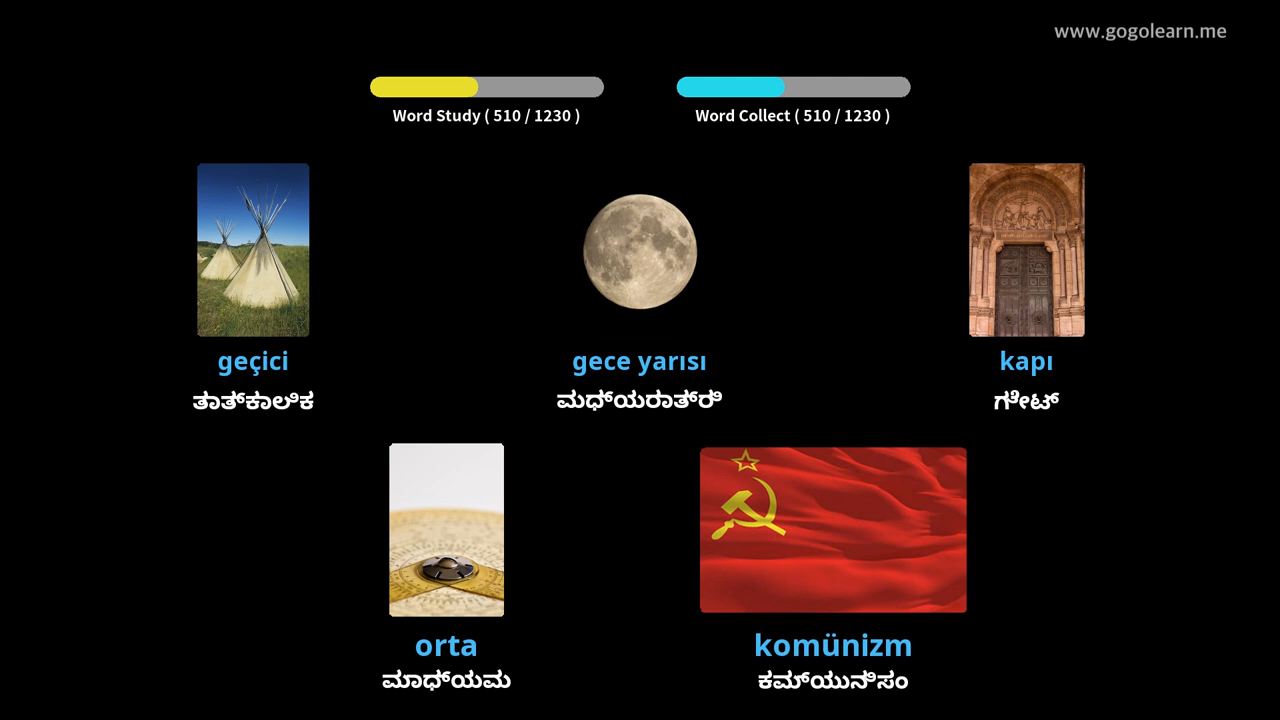 www.gogolearn.me
Word Study ( 510 / 1230 )
Word Collect ( 510 / 1230 )
geçici
ತಾತ್ಕಾಲಿಕ
gece yarısı
ಮಧ್ಯರಾತ್ರಿ
kapı
ಗೇಟ್
orta
ಮಾಧ್ಯಮ
komünizm
ಕಮ್ಯುನಿಸಂ